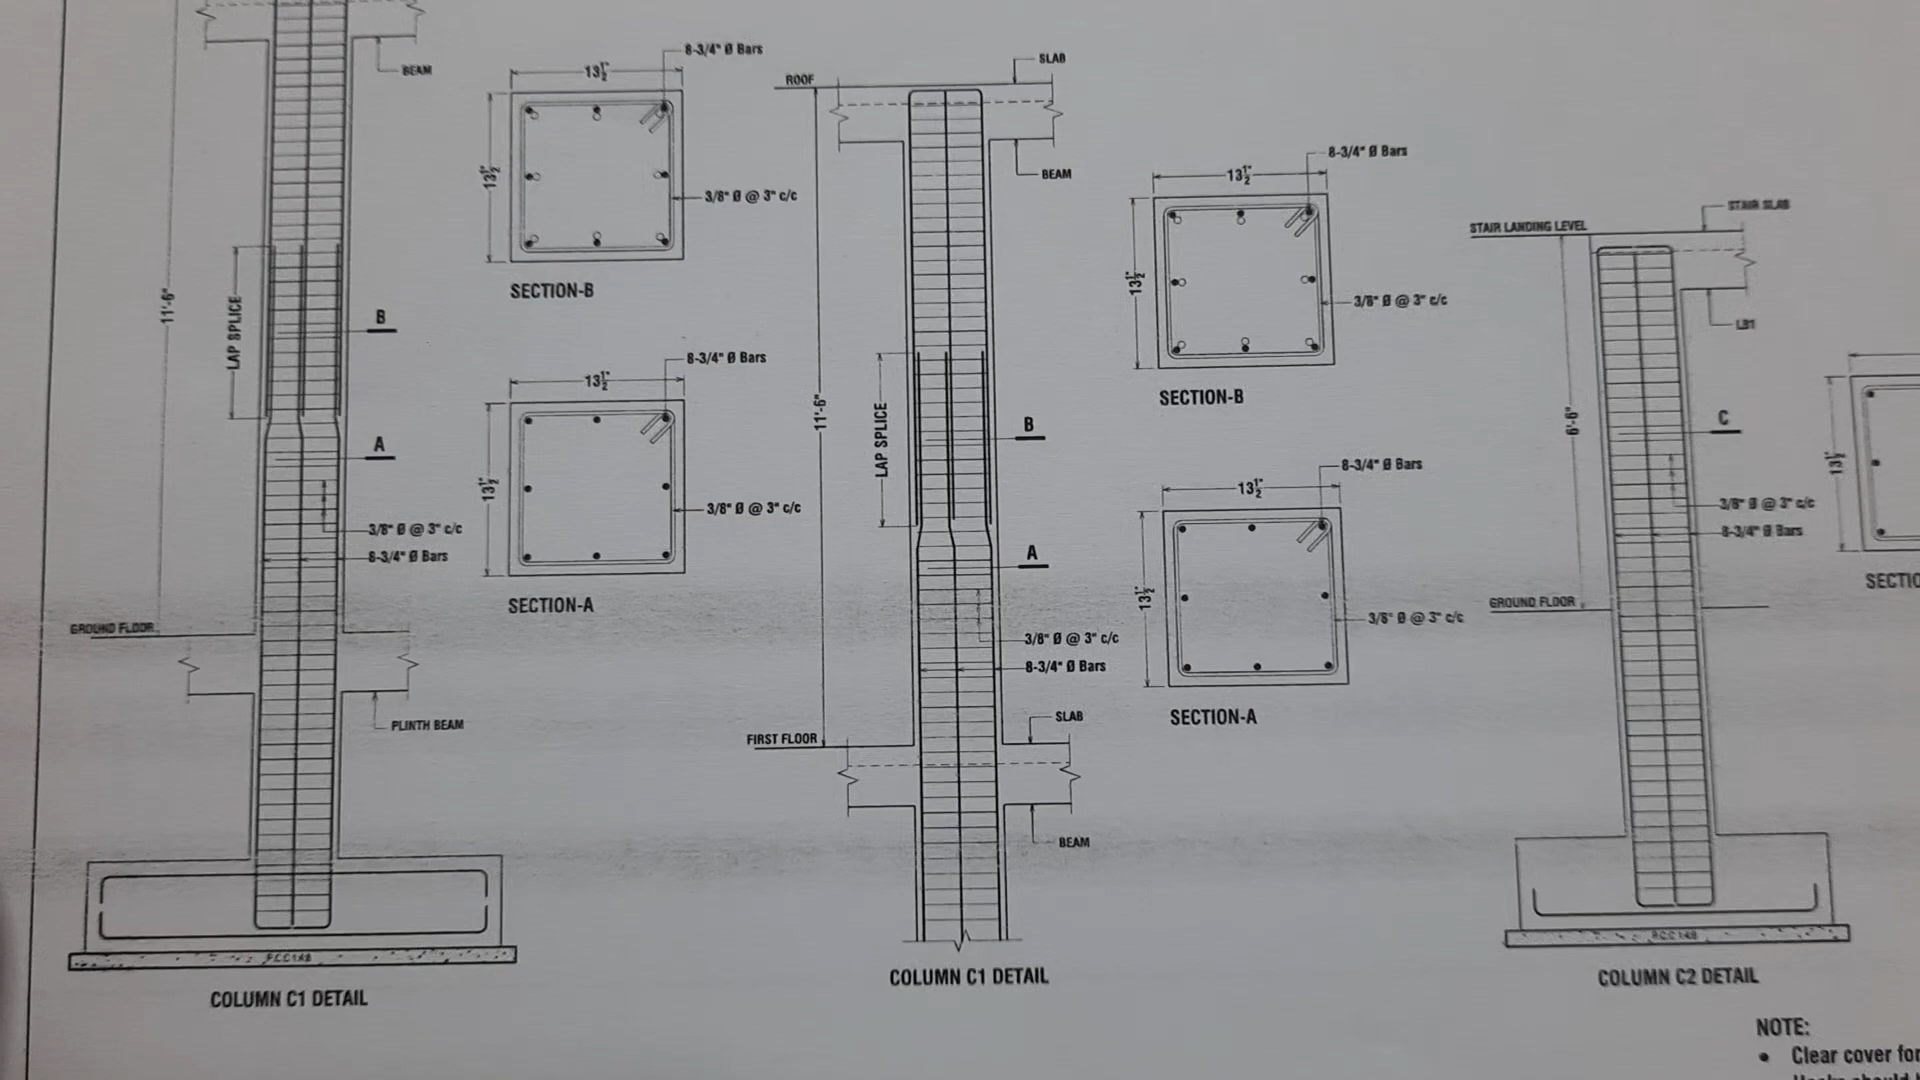 BEAM
8-3/4" Ø Bars
13½"
13½"
3/8" Ø @ 3" c/c
SECTION-B
11'-6"
LAP SPLICE
B
A
8-3/4" Ø Bars
13½"
13½"
3/8" Ø @ 3" c/c
SECTION-A
3/8" Ø @ 3" c/c
8-3/4" Ø Bars
GROUND FLOOR
PLINTH BEAM
COLUMN C1 DETAIL
ROOF
SLAB
BEAM
11'-6"
LAP SPLICE
B
A
3/8" Ø @ 3" c/c
8-3/4" Ø Bars
FIRST FLOOR
SLAB
BEAM
COLUMN C1 DETAIL
8-3/4" Ø Bars
13½"
13½"
3/8" Ø @ 3" c/c
SECTION-B
8-3/4" Ø Bars
13½"
13½"
3/8" Ø @ 3" c/c
SECTION-A
STAIR LANDING LEVEL
STAIR SLAB
LB1
6'-6"
C
3/8" Ø @ 3" c/c
8-3/4" Ø Bars
GROUND FLOOR
COLUMN C2 DETAIL
13½"
SECTIO
NOTE:
• Clear cover for